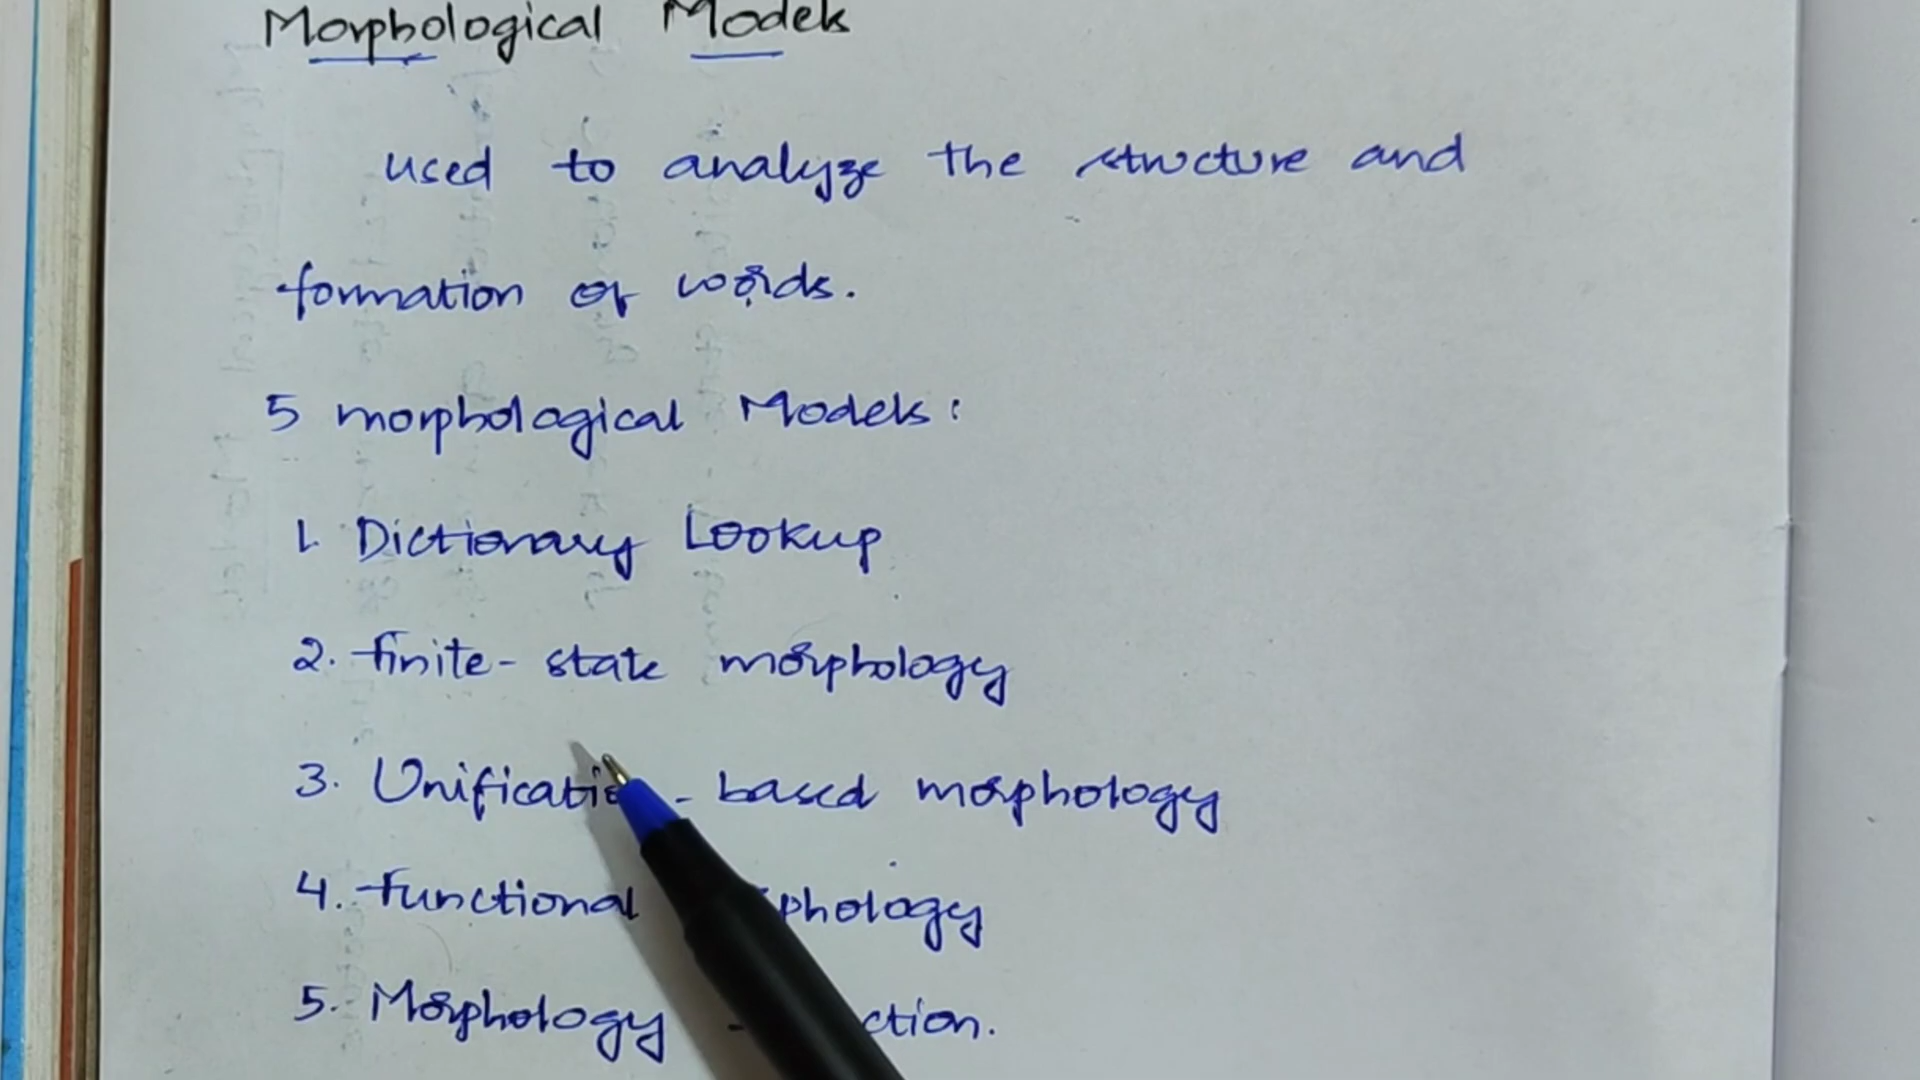 Morphological Models
used to analyze the structure and
formation of words.
5 morphological Models:
1. Dictionary Lookup
2. finite-state morphology
3. Unification-based morphology
4. functional phology
5. Morphology - ction.